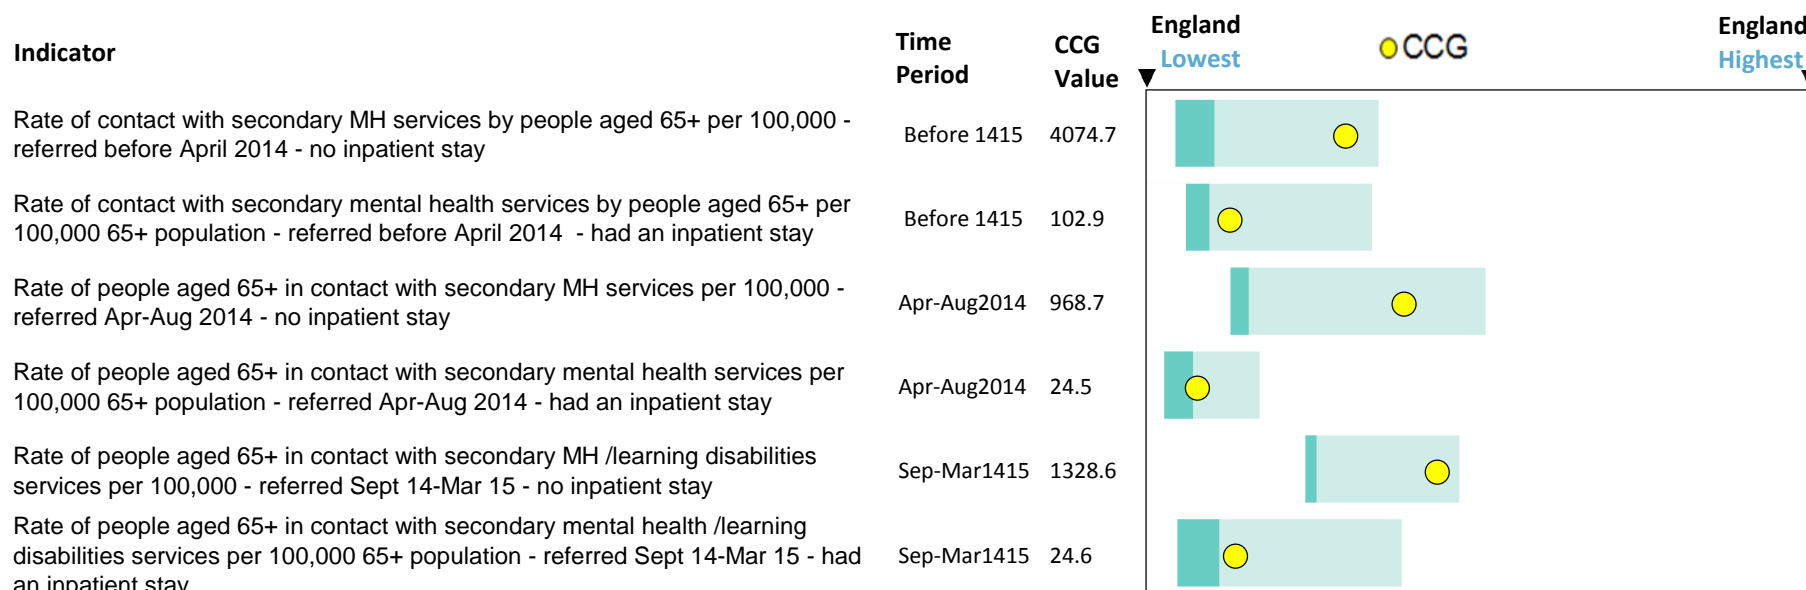 Indicator
Time
Period
CCG
Value
England
Lowest
CCG
England
Highest
Rate of contact with secondary MH services by people aged 65+ per 100,000 -
referred before April 2014 - no inpatient stay
Before 1415
4074.7
Rate of contact with secondary mental health services by people aged 65+ per
100,000 65+ population - referred before April 2014  - had an inpatient stay
Before 1415
102.9
Rate of people aged 65+ in contact with secondary MH services per 100,000 -
referred Apr-Aug 2014 - no inpatient stay
Apr-Aug2014
968.7
Rate of people aged 65+ in contact with secondary mental health services per
100,000 65+ population - referred Apr-Aug 2014 - had an inpatient stay
Apr-Aug2014
24.5
Rate of people aged 65+ in contact with secondary MH /learning disabilities
services per 100,000 - referred Sept 14-Mar 15 - no inpatient stay
Sep-Mar1415
1328.6
Rate of people aged 65+ in contact with secondary mental health /learning
disabilities services per 100,000 65+ population - referred Sept 14-Mar 15 - had
an inpatient stay
Sep-Mar1415
24.6